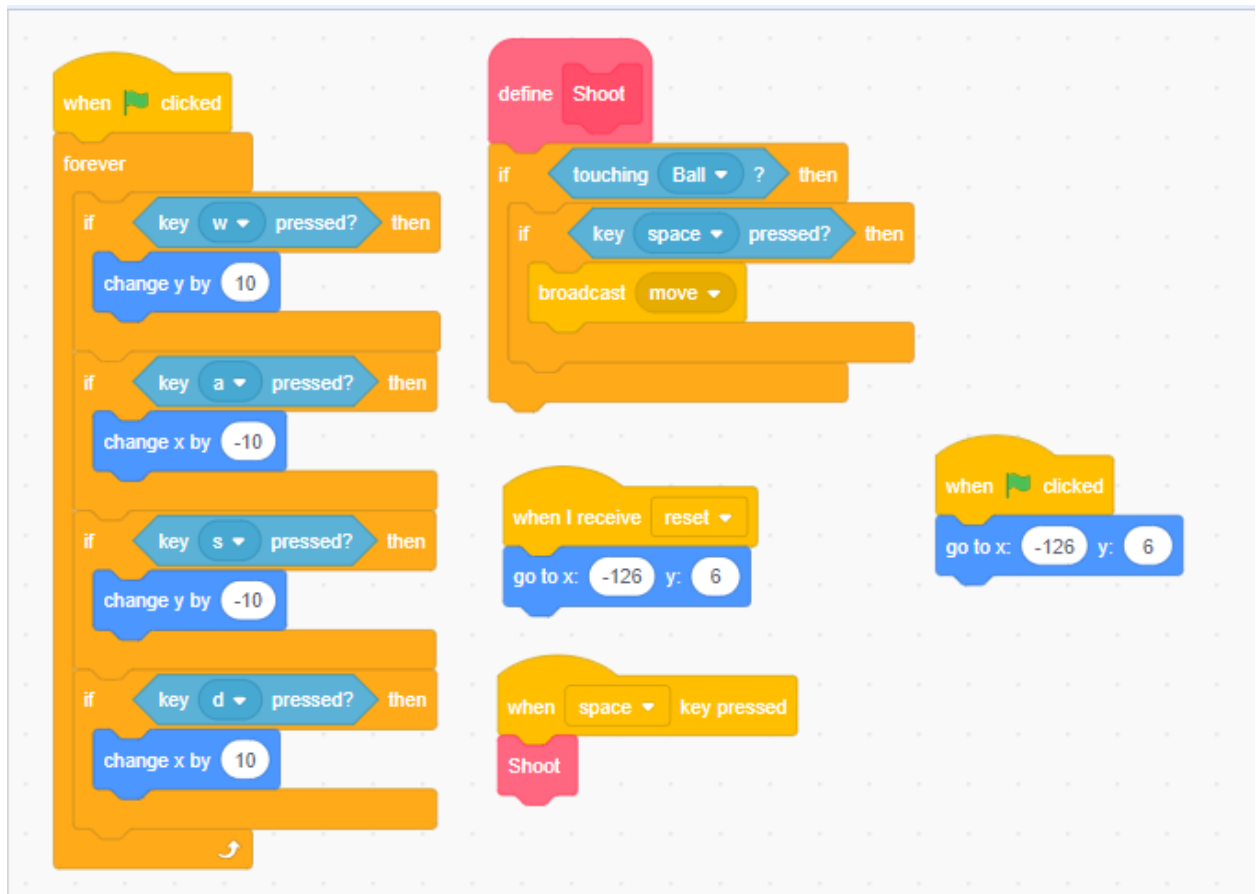 when clicked
forever
if key w pressed? then
change y by 10
if key a pressed? then
change x by -10
if key s pressed? then
change y by -10
if key d pressed? then
change x by 10
define Shoot
if touching Ball ? then
if key space pressed? then
broadcast move
when I receive reset
go to x: -126 y: 6
when space key pressed
Shoot
when clicked
go to x: -126 y: 6